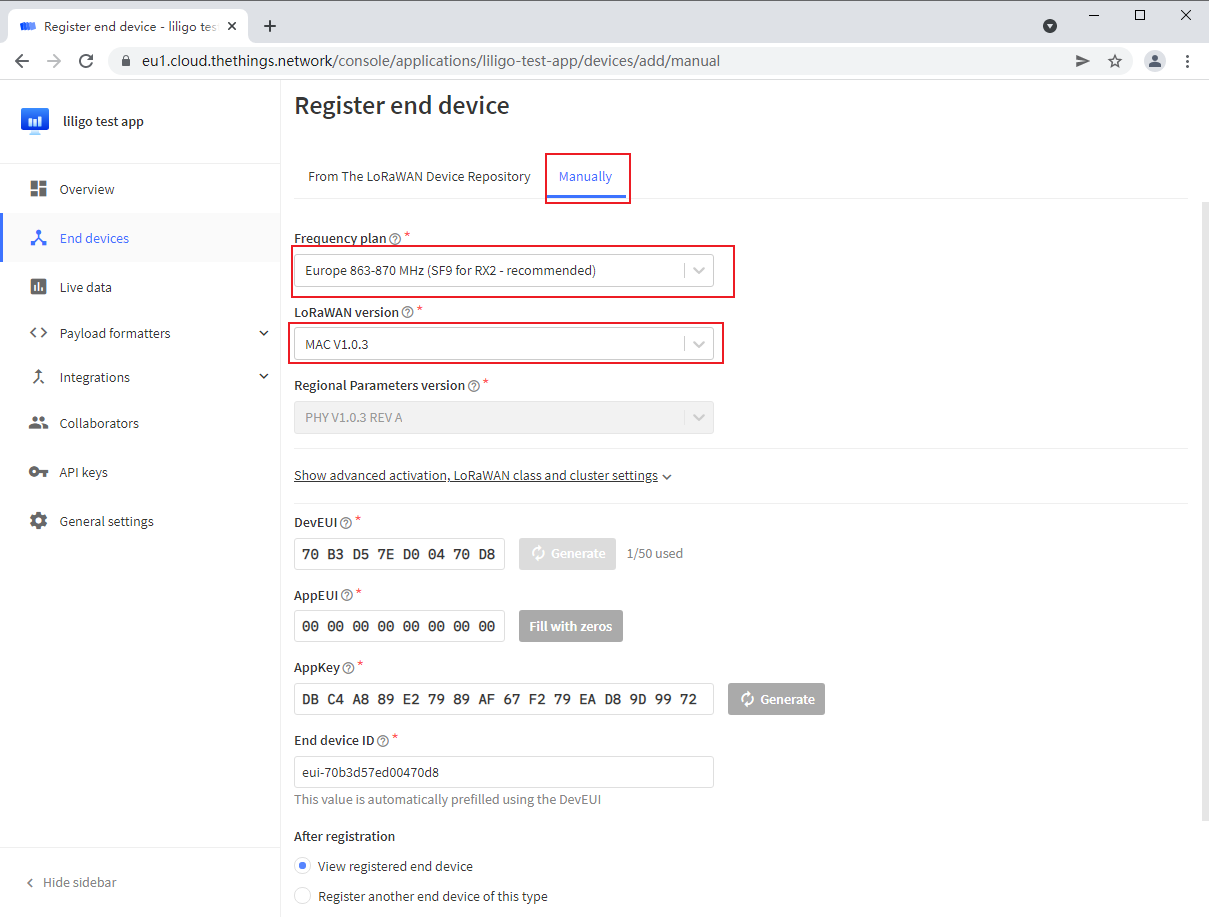 Register end device - liligo tes
eu1.cloud.thethings.network/console/applications/liligo-test-app/devices/add/manual
liligo test app
Overview
End devices
Live data
Payload formatters
Integrations
Collaborators
API keys
General settings
Hide sidebar
Register end device
From The LoRaWAN Device Repository
Manually
Frequency plan *
Europe 863-870 MHz (SF9 for RX2 - recommended)
LoRaWAN version *
MAC V1.0.3
Regional Parameters version *
PHY V1.0.3 REV A
Show advanced activation, LoRaWAN class and cluster settings
DevEUI *
70 B3 D5 7E D0 04 70 D8
Generate
1/50 used
AppEUI *
00 00 00 00 00 00 00 00
Fill with zeros
AppKey *
DB C4 A8 89 E2 79 89 AF 67 F2 79 EA D8 9D 99 72
Generate
End device ID *
eui-70b3d57ed00470d8
This value is automatically prefilled using the DevEUI
After registration
View registered end device
Register another end device of this type